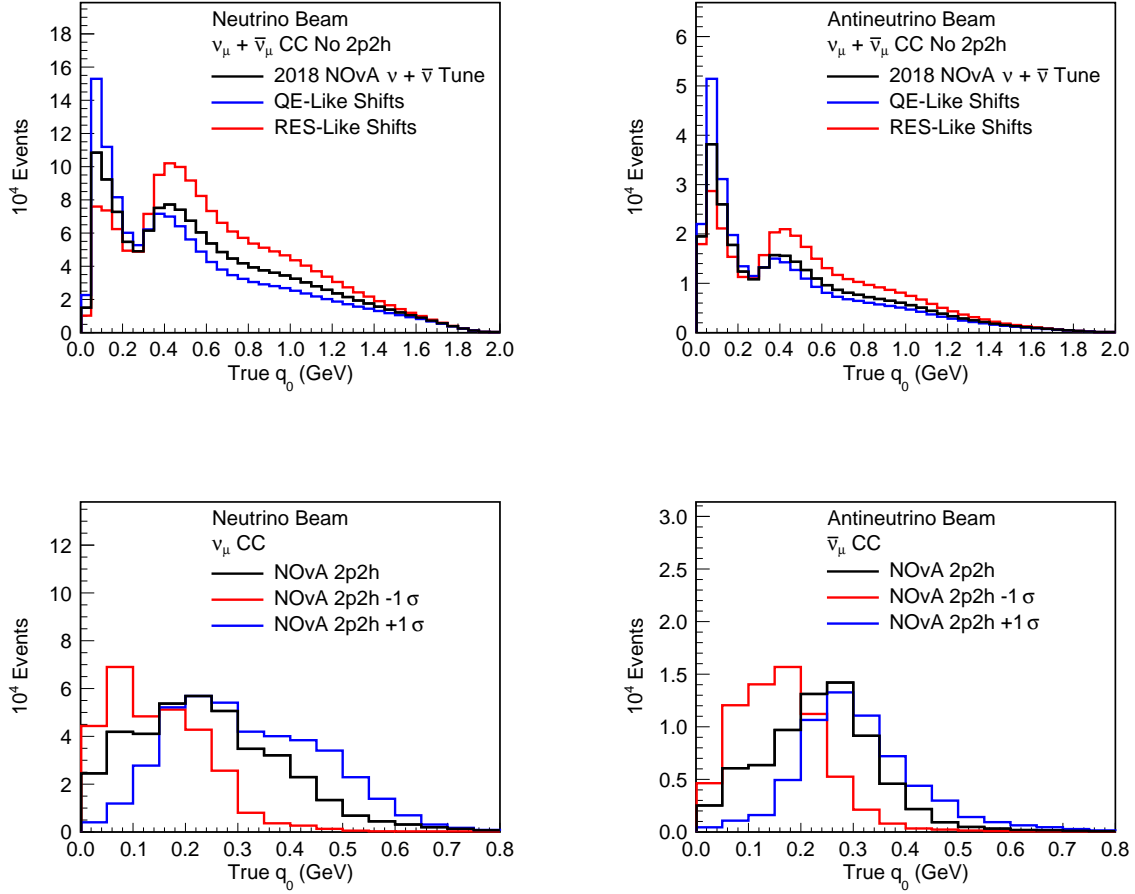 Neutrino Beam
νμ + ν̄μ CC No 2p2h
2018 NOvA ν + ν̄ Tune
QE-Like Shifts
RES-Like Shifts
10⁴ Events
18
16
14
12
10
8
6
4
2
0
0.0 0.2 0.4 0.6 0.8 1.0 1.2 1.4 1.6 1.8 2.0
True q₀ (GeV)
Antineutrino Beam
νμ + ν̄μ CC No 2p2h
2018 NOvA ν + ν̄ Tune
QE-Like Shifts
RES-Like Shifts
10⁴ Events
6
5
4
3
2
1
0
0.0 0.2 0.4 0.6 0.8 1.0 1.2 1.4 1.6 1.8 2.0
True q₀ (GeV)
Neutrino Beam
νμ CC
NOvA 2p2h
NOvA 2p2h -1 σ
NOvA 2p2h +1 σ
10⁴ Events
12
10
8
6
4
2
0
0.0 0.1 0.2 0.3 0.4 0.5 0.6 0.7 0.8
True q₀ (GeV)
Antineutrino Beam
ν̄μ CC
NOvA 2p2h
NOvA 2p2h -1 σ
NOvA 2p2h +1 σ
10⁴ Events
3.0
2.5
2.0
1.5
1.0
0.5
0.0
0.0 0.1 0.2 0.3 0.4 0.5 0.6 0.7 0.8
True q₀ (GeV)